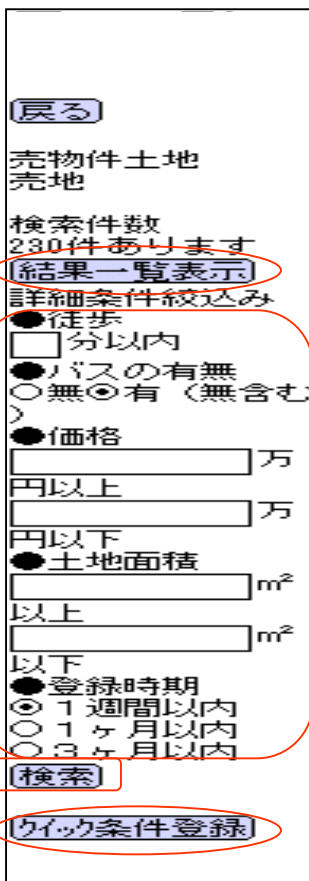 戻る
売物件土地
売地
検索件数
230件あります
結果一覧表示
詳細条件絞込み
●徒歩
分以内
●バスの有無
○無◉有（無含む
）
●価格
万
円以上
万
円以下
●土地面積
m²
以上
m²
以下
●登録時期
◉１週間以内
○１ヶ月以内
○３ヶ月以内
検索
クイック条件登録